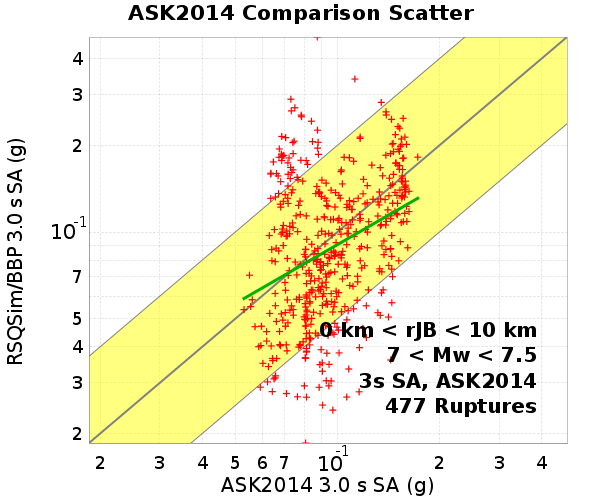 ASK2014 Comparison Scatter
RSQSim/BBP 3.0 s SA (g)
4
3
2
10⁻¹
7
5
4
3
2
0 km < rJB < 10 km
7 < Mw < 7.5
3s SA, ASK2014
477 Ruptures
2 3 4 5 6 7 10⁻¹ 2 3 4
ASK2014 3.0 s SA (g)